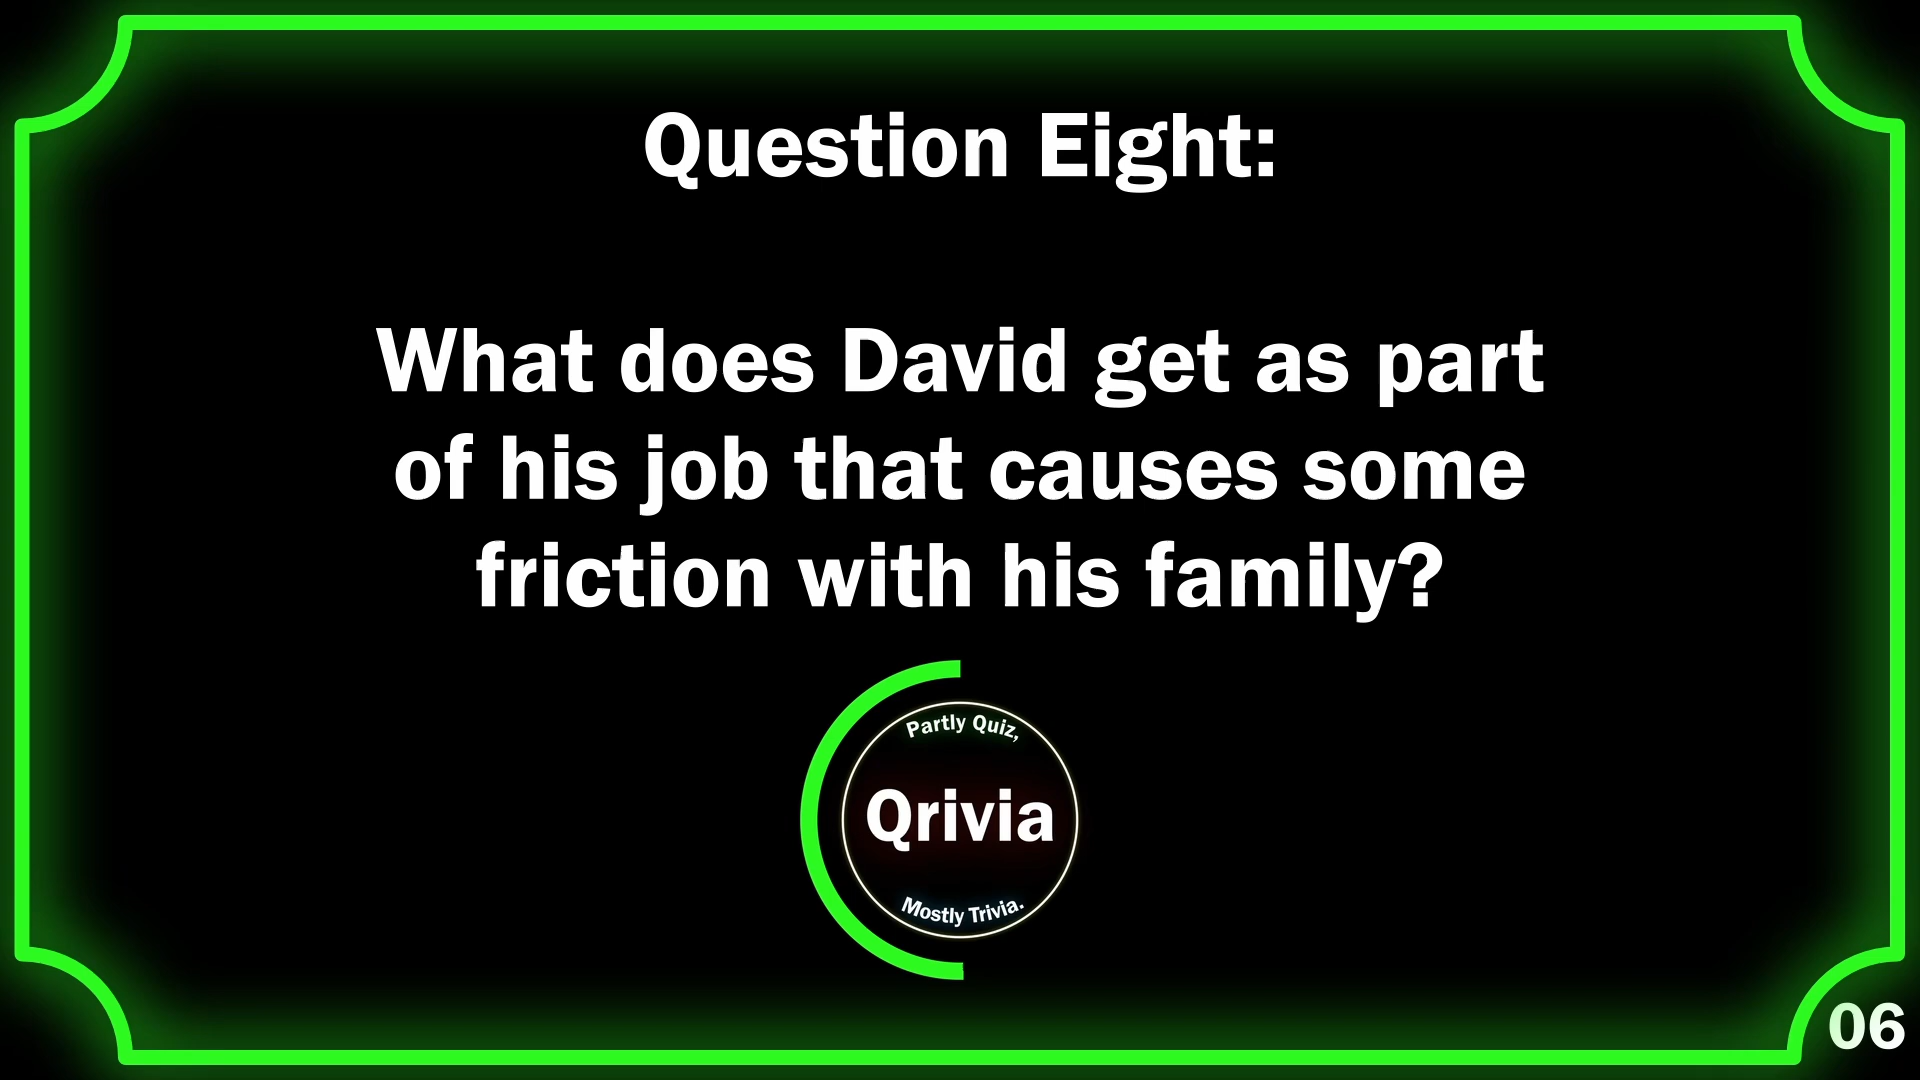 Question Eight:
What does David get as part
of his job that causes some
friction with his family?
Partly Quiz,
Qrivia
Mostly Trivia.
06